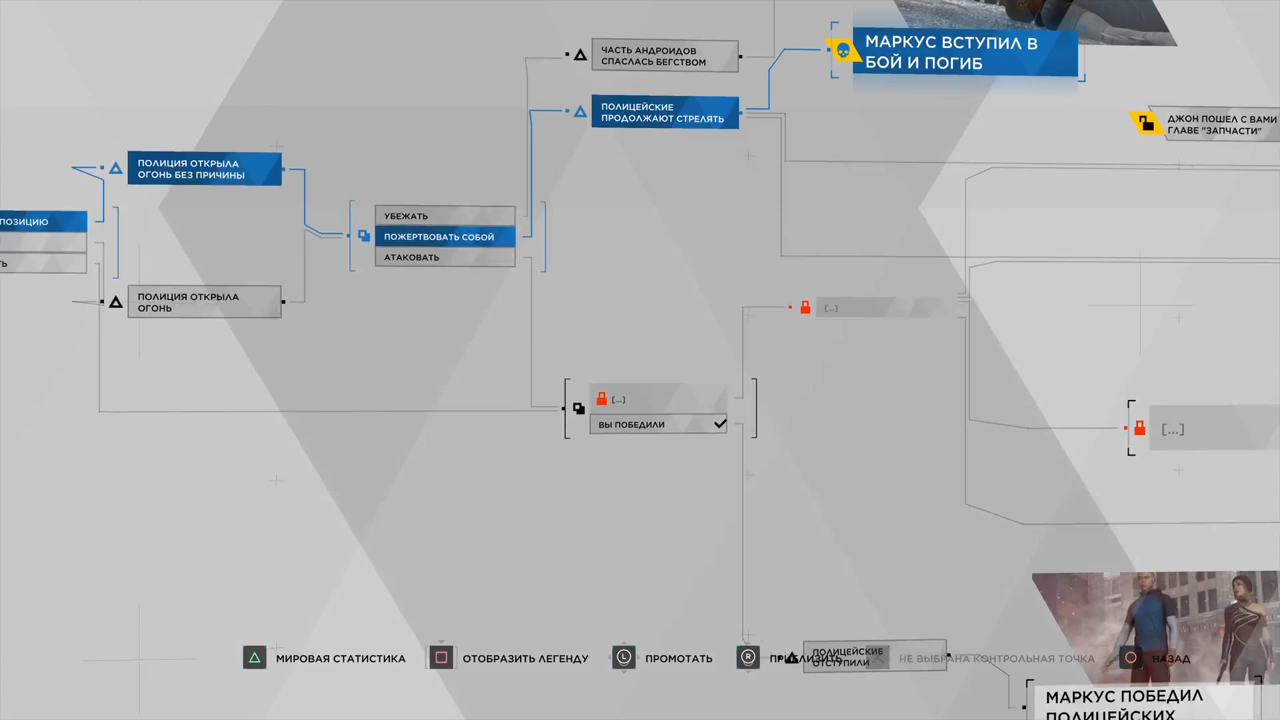 ЧАСТЬ АНДРОИДОВ
СПАСЛАСЬ БЕГСТВОМ
МАРКУС ВСТУПИЛ В
БОЙ И ПОГИБ
ПОЛИЦЕЙСКИЕ
ПРОДОЛЖАЮТ СТРЕЛЯТЬ
ДЖОН ПОШЕЛ С ВАМИ
ГЛАВЕ "ЗАПЧАСТИ"
ПОЛИЦИЯ ОТКРЫЛА
ОГОНЬ БЕЗ ПРИЧИНЫ
ПОЗИЦИЮ
УБЕЖАТЬ
ПОЖЕРТВОВАТЬ СОБОЙ
АТАКОВАТЬ
ПОЛИЦИЯ ОТКРЫЛА
ОГОНЬ
[...]
[...]
ВЫ ПОБЕДИЛИ
[...]
МИРОВАЯ СТАТИСТИКА
ОТОБРАЗИТЬ ЛЕГЕНДУ
L
ПРОМОТАТЬ
R
ПОЛИЦЕЙСКИЕ
ОТСТУПИЛИ
НЕ ВЫБРАНА КОНТРОЛЬНАЯ ТОЧКА
НАЗАД
МАРКУС ПОБЕДИЛ
ПОЛИЦЕЙСКИХ